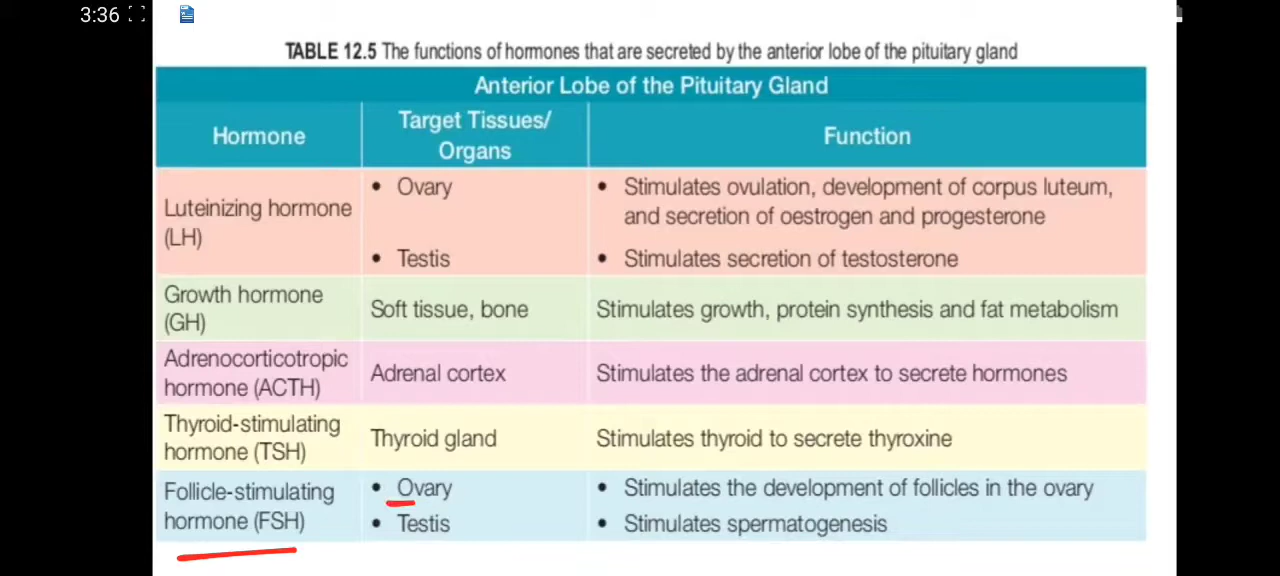 3:36
TABLE 12.5 The functions of hormones that are secreted by the anterior lobe of the pituitary gland
Anterior Lobe of the Pituitary Gland
Hormone
Target Tissues/
Organs
Function
Luteinizing hormone
(LH)
• Ovary
• Stimulates ovulation, development of corpus luteum,
and secretion of oestrogen and progesterone
• Testis
• Stimulates secretion of testosterone
Growth hormone
(GH)
Soft tissue, bone
Stimulates growth, protein synthesis and fat metabolism
Adrenocorticotropic
hormone (ACTH)
Adrenal cortex
Stimulates the adrenal cortex to secrete hormones
Thyroid-stimulating
hormone (TSH)
Thyroid gland
Stimulates thyroid to secrete thyroxine
Follicle-stimulating
hormone (FSH)
• Ovary
• Stimulates the development of follicles in the ovary
• Testis
• Stimulates spermatogenesis